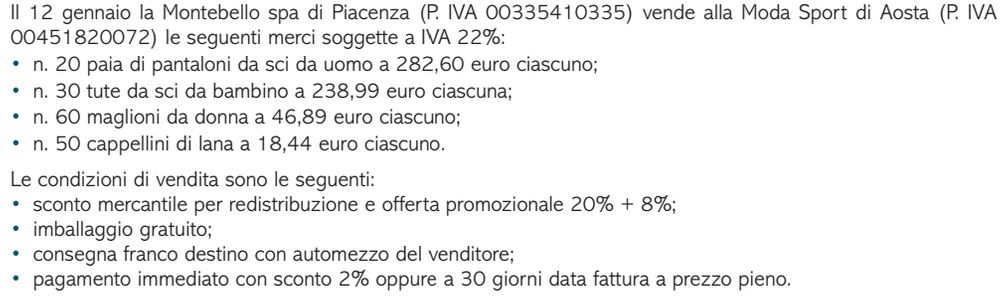 Il 12 gennaio la Montebello spa di Piacenza (P. IVA 00335410335) vende alla Moda Sport di Aosta (P. IVA
00451820072) le seguenti merci soggette a IVA 22%:
• n. 20 paia di pantaloni da sci da uomo a 282,60 euro ciascuno;
• n. 30 tute da sci da bambino a 238,99 euro ciascuna;
• n. 60 maglioni da donna a 46,89 euro ciascuno;
• n. 50 cappellini di lana a 18,44 euro ciascuno.
Le condizioni di vendita sono le seguenti:
• sconto mercantile per redistribuzione e offerta promozionale 20% + 8%;
• imballaggio gratuito;
• consegna franco destino con automezzo del venditore;
• pagamento immediato con sconto 2% oppure a 30 giorni data fattura a prezzo pieno.